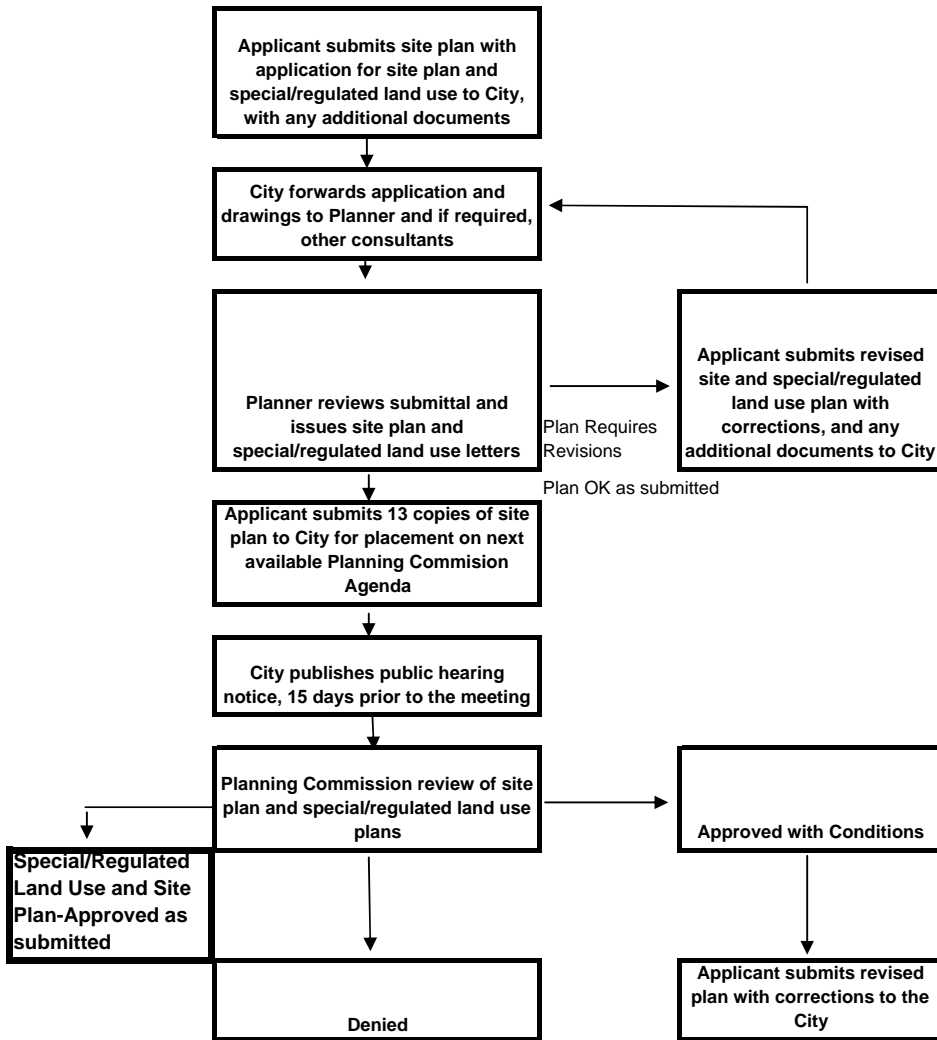 Applicant submits site plan with
application for site plan and
special/regulated land use to City,
with any additional documents
City forwards application and
drawings to Planner and if required,
other consultants
Planner reviews submittal and
issues site plan and
special/regulated land use letters
Plan Requires
Revisions
Applicant submits revised
site and special/regulated
land use plan with
corrections, and any
additional documents to City
Plan OK as submitted
Applicant submits 13 copies of site
plan to City for placement on next
available Planning Commision
Agenda
City publishes public hearing
notice, 15 days prior to the meeting
Planning Commission review of site
plan and special/regulated land use
plans
Approved with Conditions
Special/Regulated
Land Use and Site
Plan-Approved as
submitted
Denied
Applicant submits revised
plan with corrections to the
City